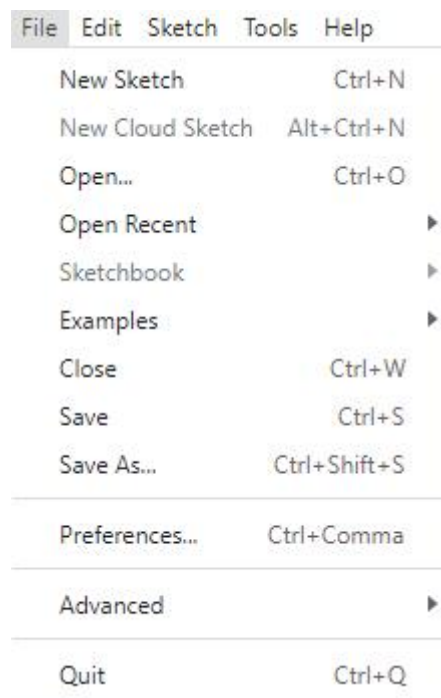 File Edit Sketch Tools Help
New Sketch Ctrl+N
New Cloud Sketch Alt+Ctrl+N
Open... Ctrl+O
Open Recent
Sketchbook
Examples
Close Ctrl+W
Save Ctrl+S
Save As... Ctrl+Shift+S
Preferences... Ctrl+Comma
Advanced
Quit Ctrl+Q